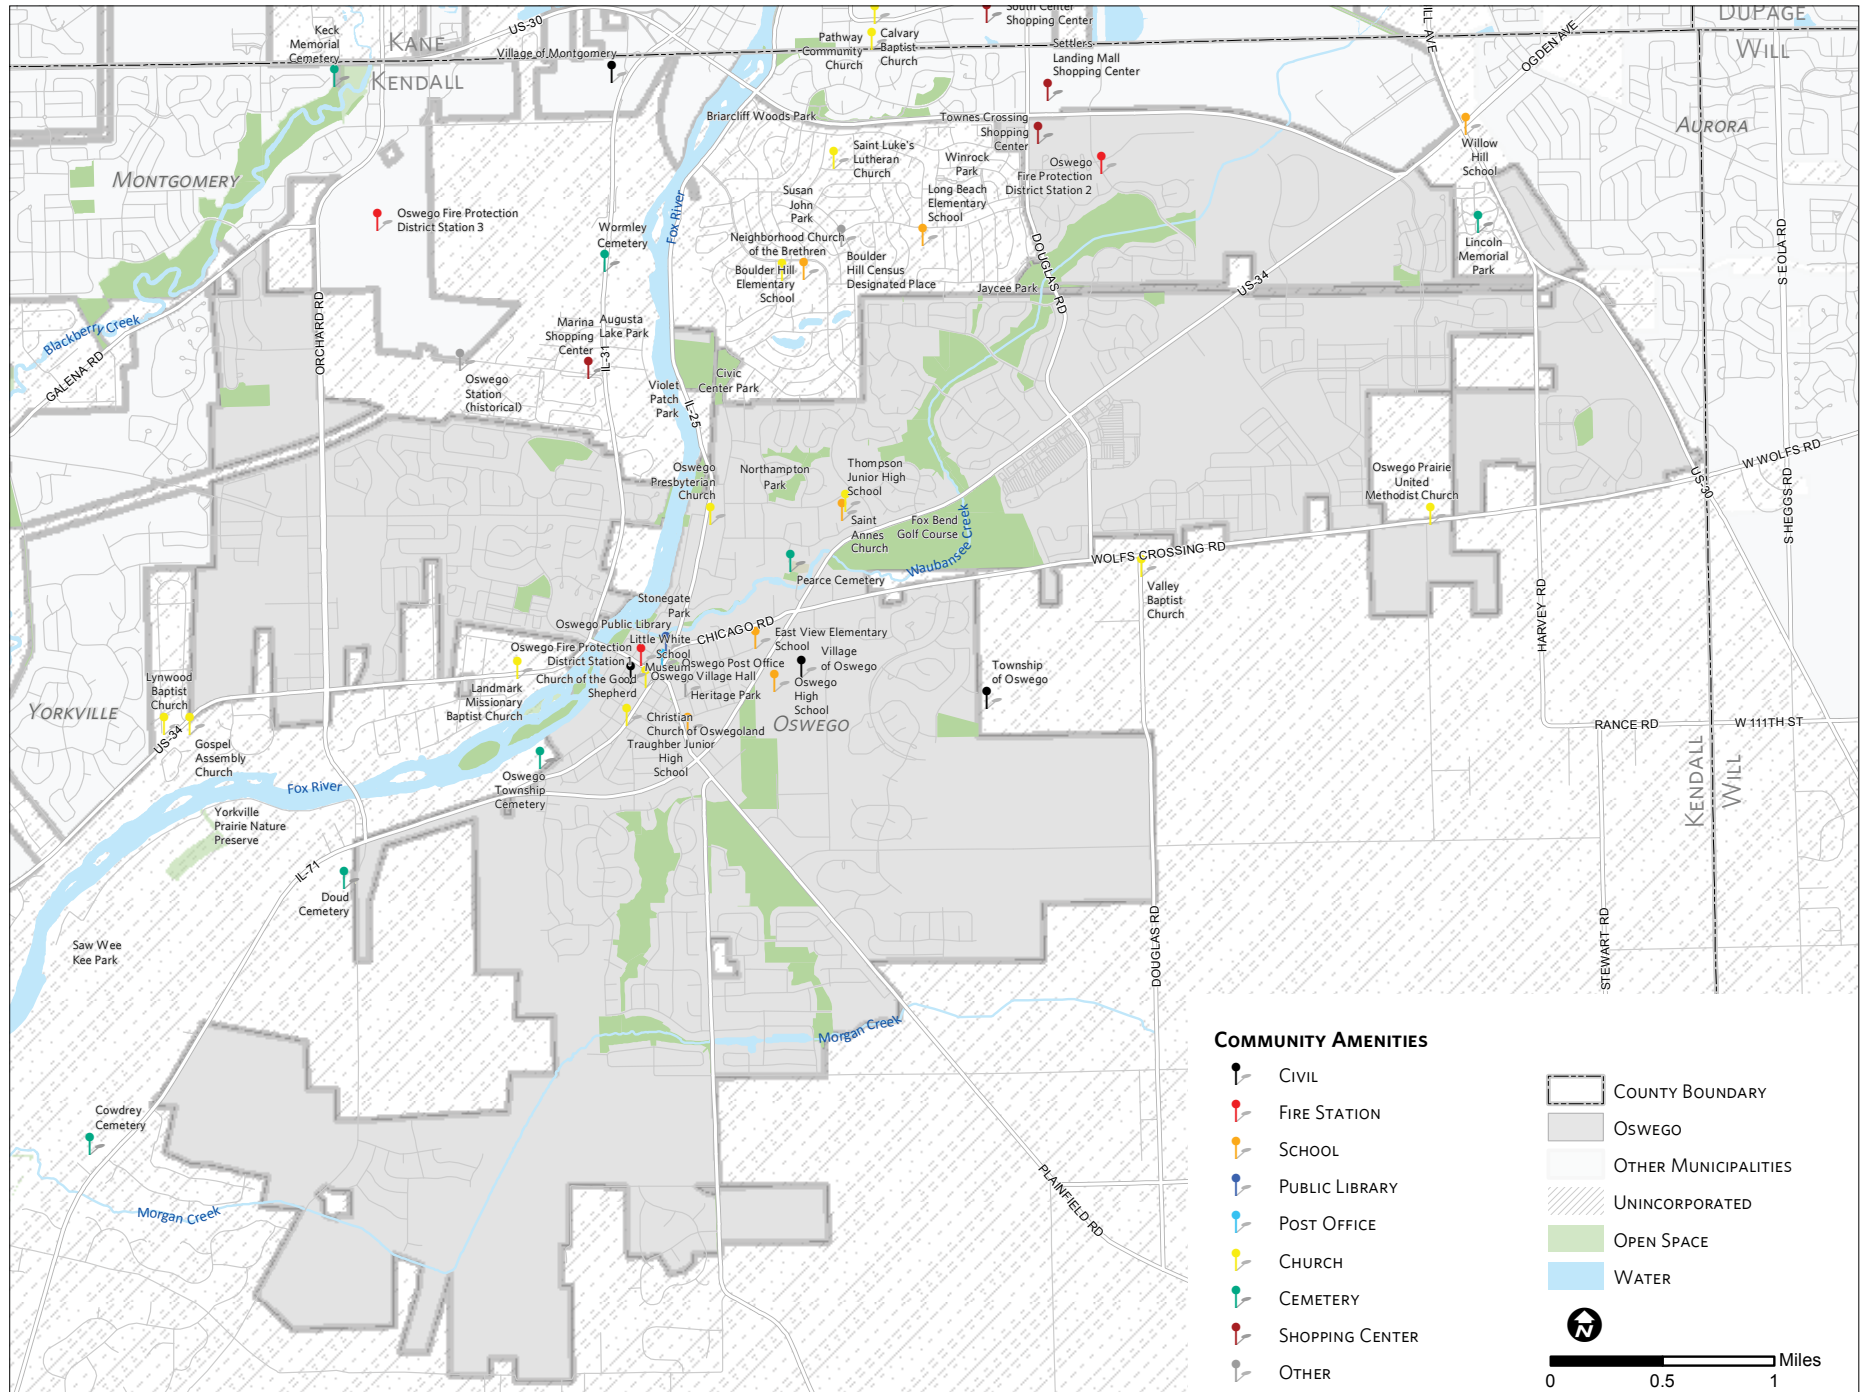 South Center
Shopping Center
DuPage
Will
Keck
Memorial
Cemetery
Kane
Kendall
US-30
Village of Montgomery
Pathway
Community
Church
Calvary
Baptist
Church
Settlers
Landing Mall
Shopping Center
OGDEN AVE
Aurora
Briarcliff Woods Park
Townes Crossing
Shopping
Center
Saint Luke's
Lutheran
Church
Winrock
Park
Oswego
Fire Protection
District Station 2
Willow
Hill
School
Montgomery
Oswego Fire Protection
District Station 3
Susan
John
Park
Long Beach
Elementary
School
Fox River
Wormley
Cemetery
Neighborhood Church
of the Brethren
Boulder Hill
Elementary
School
Boulder
Hill Census
Designated Place
DOUGLAS RD
Jaycee Park
US-34
Lincoln
Memorial
Park
S EOLA RD
Blackberry Creek
GALENA RD
ORCHARD RD
Marina
Shopping
Center
Augusta
Lake Park
IL-31
Oswego
Station
(historical)
Violet
Patch
Park
Civic
Center Park
IL-25
Oswego
Presbyterian
Church
Northampton
Park
Thompson
Junior High
School
Saint
Annes
Church
Fox Bend
Golf Course
Waubansee Creek
Oswego Prairie
United
Methodist Church
US-30
W WOLFS RD
S HEGGS RD
WOLFS CROSSING RD
Pearce Cemetery
Valley
Baptist
Church
HARVEY RD
Stonegate
Park
Oswego Public Library
Little White
School
Museum
CHICAGO RD
East View Elementary
School
Oswego Fire Protection
District Station 1
Oswego Post Office
Oswego Village Hall
Village
of Oswego
Church of the Good
Shepherd
Heritage Park
Oswego
High
School
Township
of Oswego
Lynwood
Baptist
Church
Landmark
Missionary
Baptist Church
Yorkville
US-34
Gospel
Assembly
Church
Christian
Church of Oswegoland
Traughber Junior
High
School
Oswego
RANCE RD
W 111TH ST
Kendall
Will
Fox River
Oswego
Township
Cemetery
Yorkville
Prairie Nature
Preserve
IL-71
Doud
Cemetery
Saw Wee
Kee Park
DOUGLAS RD
STEWART RD
Morgan Creek
Cowdrey
Cemetery
Morgan Creek
PLAINFIELD RD
Community Amenities
Civil
Fire Station
School
Public Library
Post Office
Church
Cemetery
Shopping Center
Other
County Boundary
Oswego
Other Municipalities
Unincorporated
Open Space
Water
N
Miles
0 0.5 1